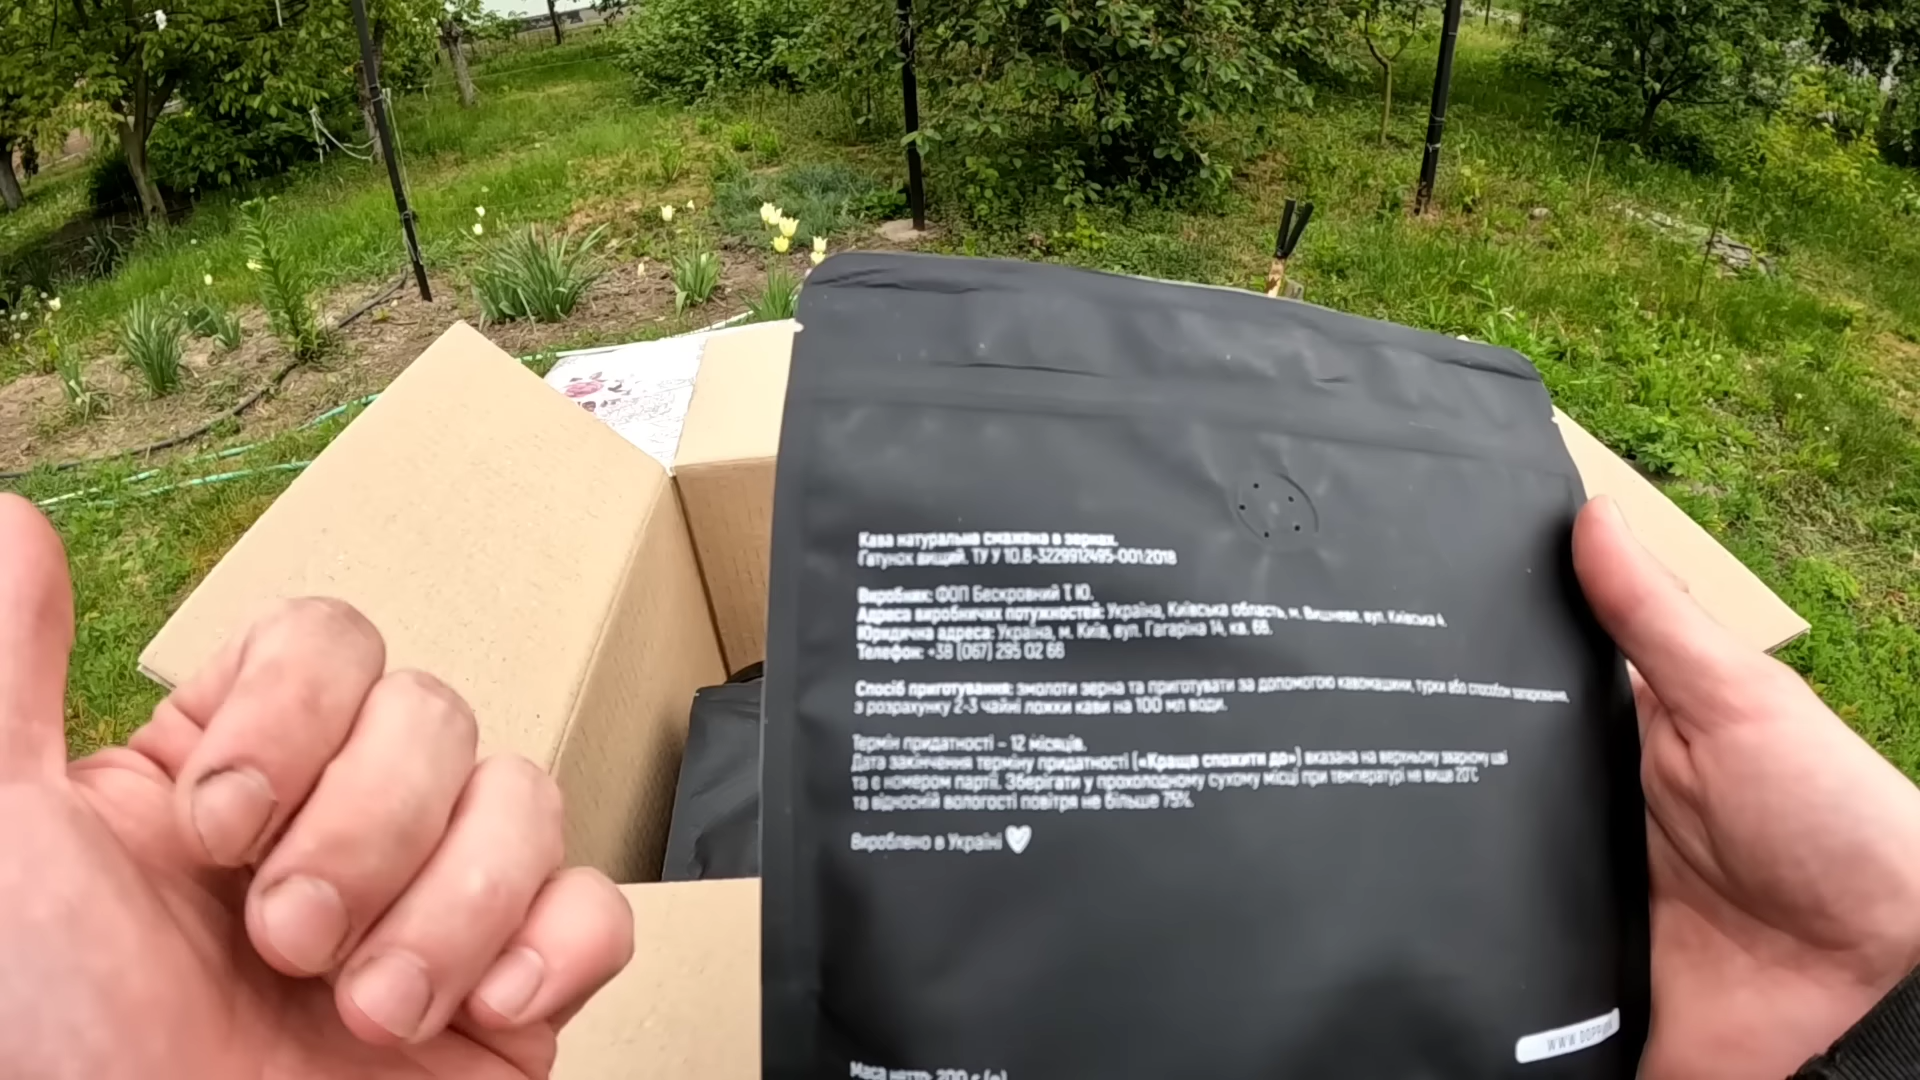 Кава натуральна смажена в зернах.
Гатунок вищий. ТУ У 10.8-3229912495-001:2018
Виробник: ФОП Бескровний Т. Ю.
Адреса виробничих потужностей: Україна, Київська область, м. Вишневе, вул. Київська 4.
Юридична адреса: Україна, м. Київ, вул. Гагаріна 14, кв. 66.
Телефон: +38 (067) 295 02 66
Спосіб приготування: змолоти зерна та приготувати за допомогою кавомашини, турки або способом запарювання,
з розрахунку 2-3 чайні ложки кави на 100 мл води.
Термін придатності – 12 місяців.
Дата закінчення терміну придатності («Краще спожити до») вказана на верхньому зварному шві
та є номером партії. Зберігати у прохолодному сухому місці при температурі не вище 20°С
та відносній вологості повітря не більше 75%.
Вироблено в Україні
Маса нетто: 200 г (е)